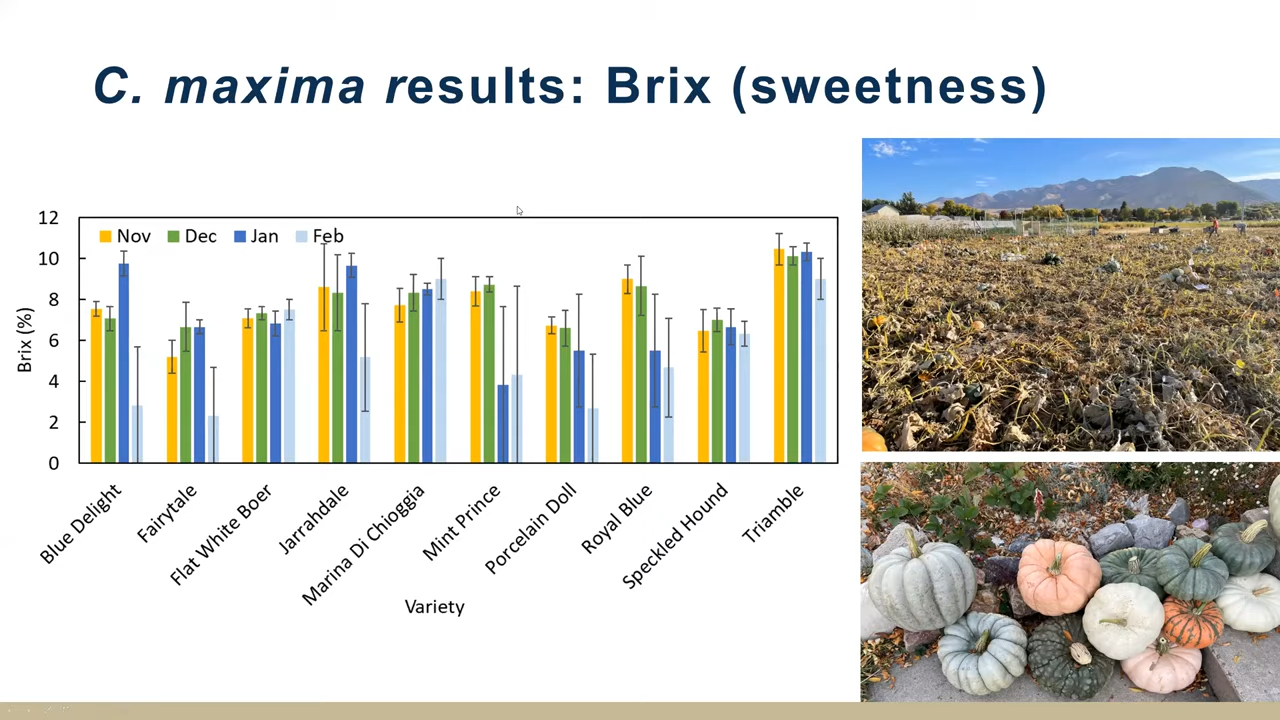 C. maxima results: Brix (sweetness)
12
10
8
6
4
2
0
Brix (%)
Nov Dec Jan Feb
Blue Delight
Fairytale
Flat White Boer
Jarrahdale
Marina Di Chioggia
Mint Prince
Porcelain Doll
Royal Blue
Speckled Hound
Triamble
Variety